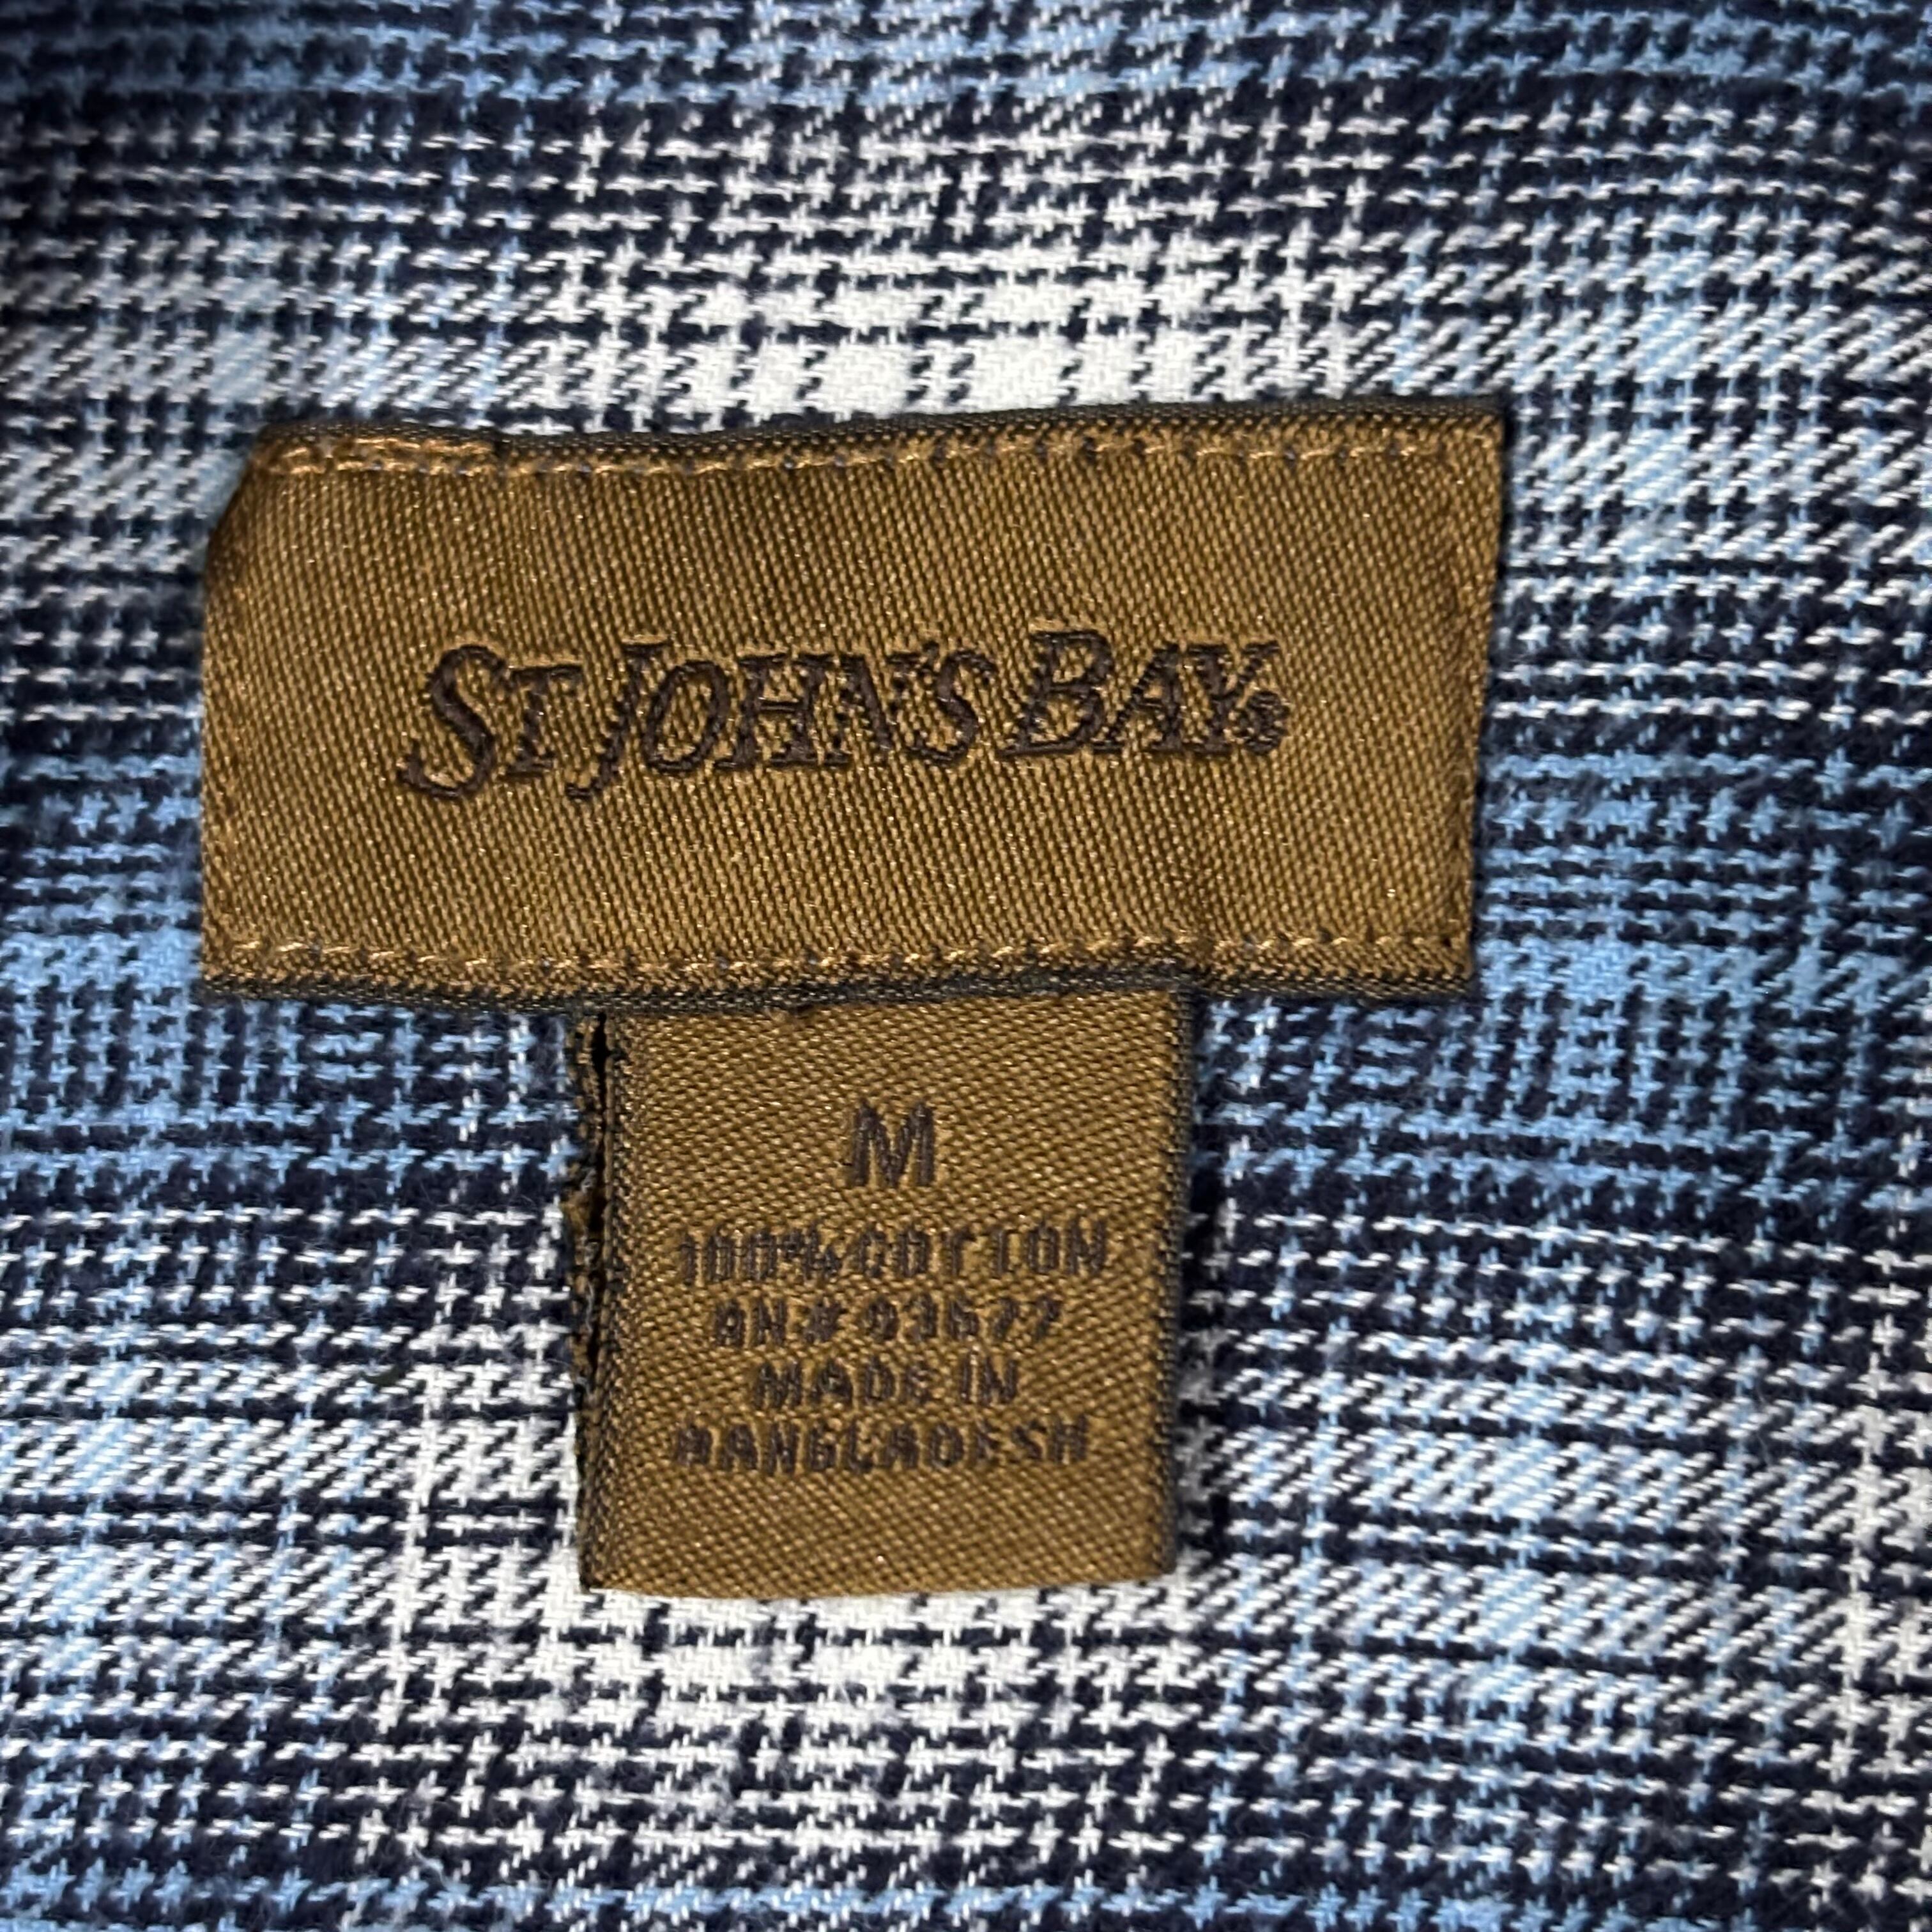 ST JOHN'S BAY®
M
100% COTTON
RN# 93677
MADE IN
BANGLADESH